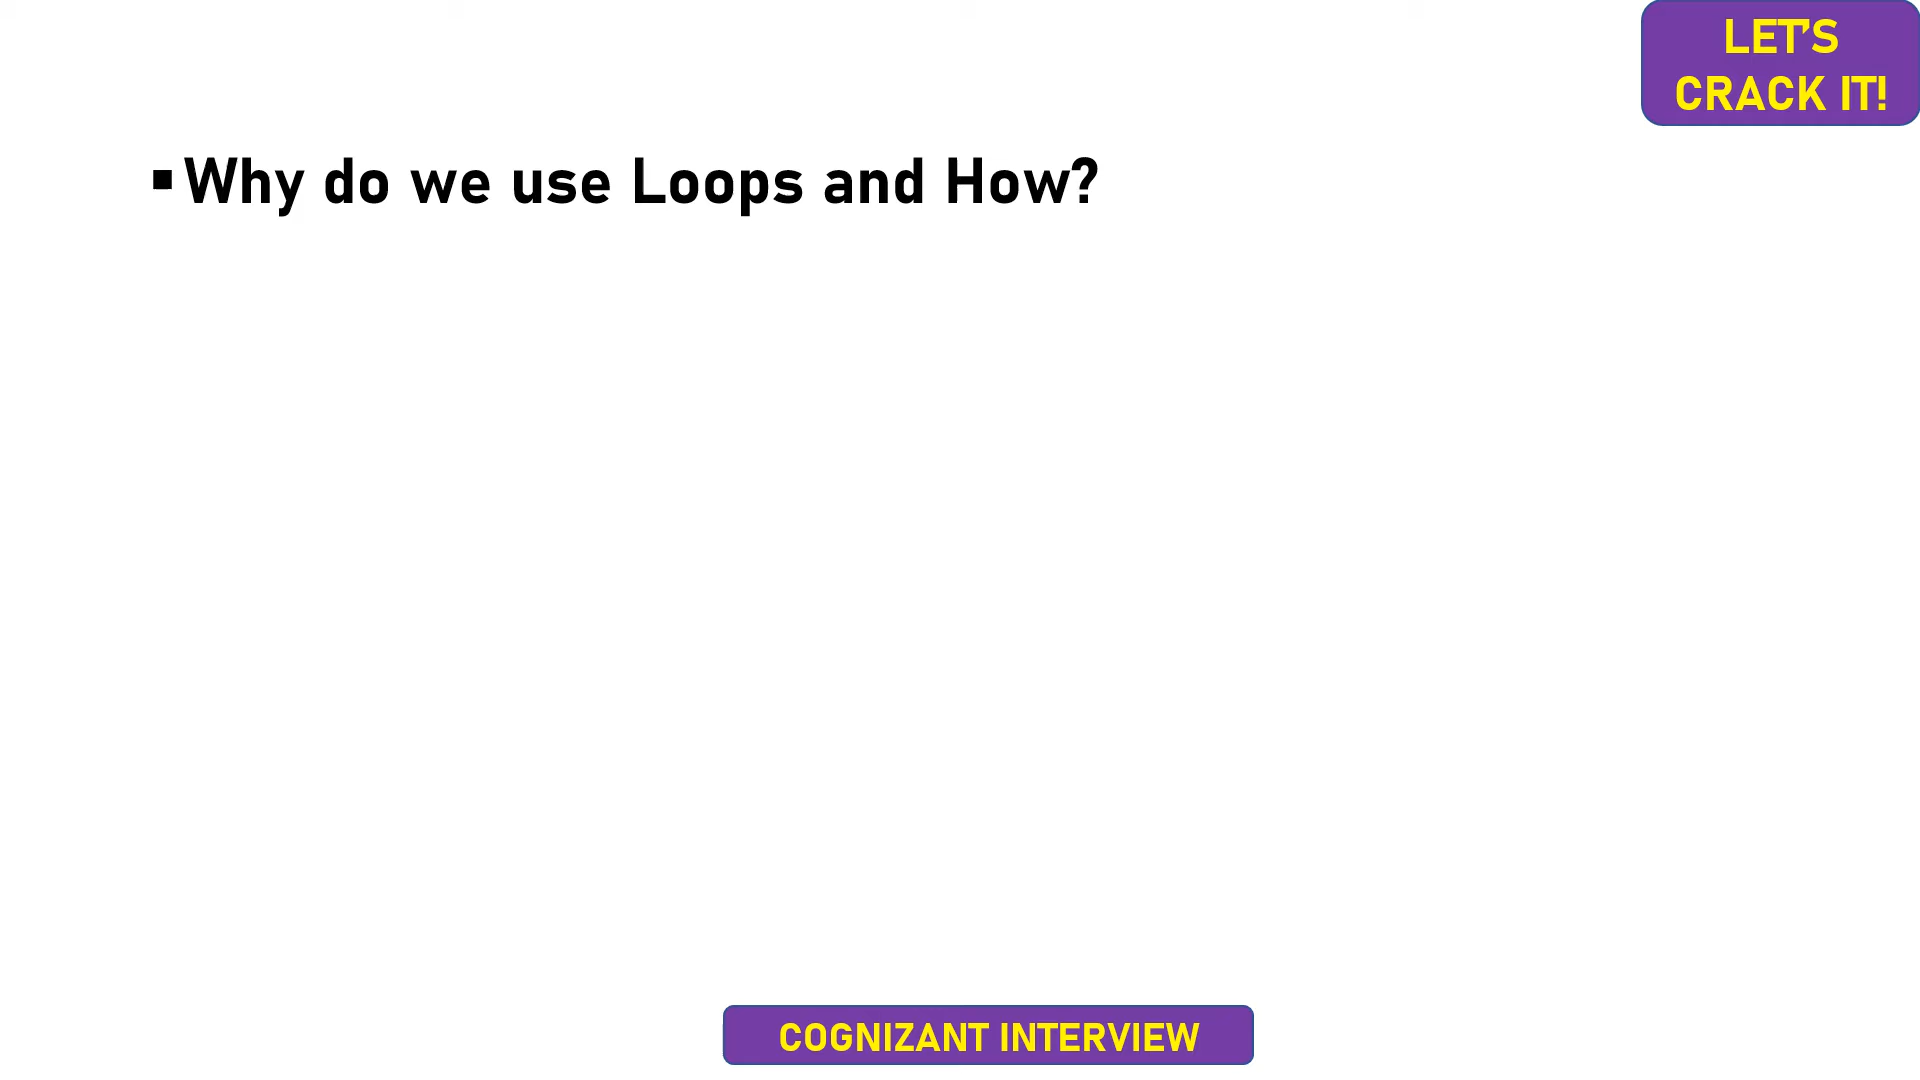 LET'S
CRACK IT!
▪Why do we use Loops and How?
COGNIZANT INTERVIEW